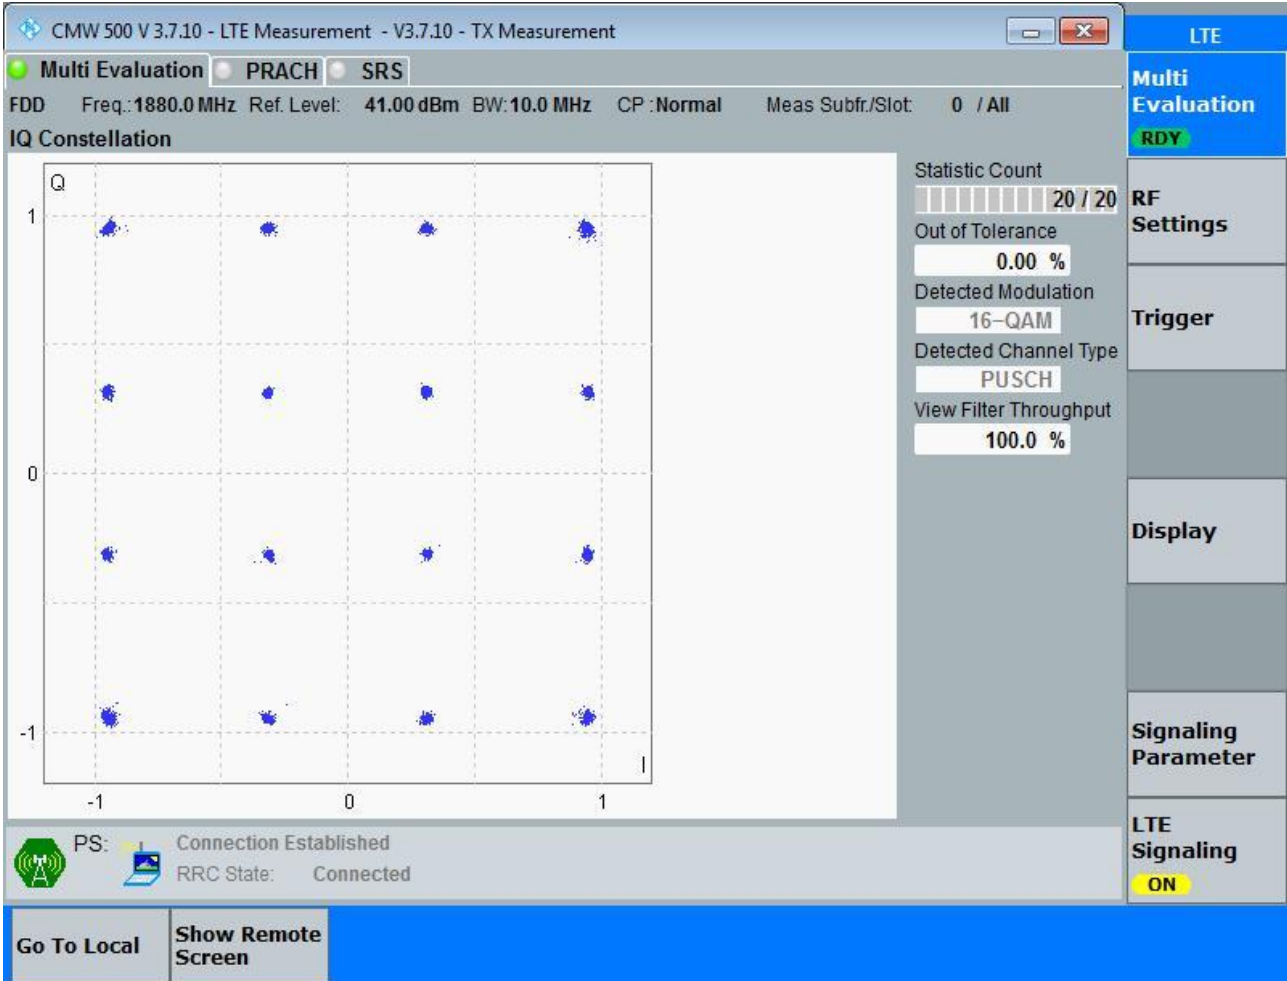 CMW 500 V 3.7.10 - LTE Measurement - V3.7.10 - TX Measurement
Multi Evaluation PRACH SRS
FDD Freq.:1880.0 MHz Ref. Level: 41.00 dBm BW:10.0 MHz CP :Normal Meas Subfr./Slot: 0 / All
IQ Constellation
Q
1
0
-1
I
-1 0 1
Statistic Count
20 / 20
Out of Tolerance
0.00 %
Detected Modulation
16-QAM
Detected Channel Type
PUSCH
View Filter Throughput
100.0 %
PS: Connection Established
RRC State: Connected
LTE
Multi
Evaluation
RDY
RF
Settings
Trigger
Display
Signaling
Parameter
LTE
Signaling
ON
Go To Local
Show Remote
Screen